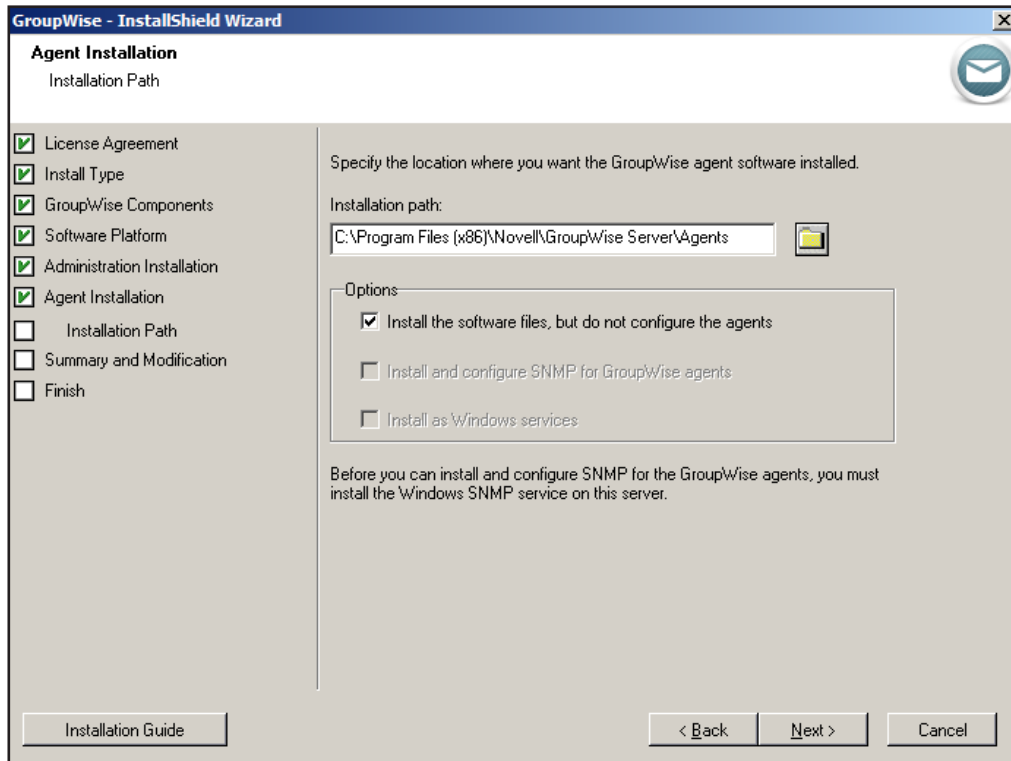 GroupWise - InstallShield Wizard
Agent Installation
Installation Path
License Agreement
Install Type
GroupWise Components
Software Platform
Administration Installation
Agent Installation
Installation Path
Summary and Modification
Finish
Specify the location where you want the GroupWise agent software installed.
Installation path:
C:\Program Files (x86)\Novell\GroupWise Server\Agents
Options
Install the software files, but do not configure the agents
Install and configure SNMP for GroupWise agents
Install as Windows services
Before you can install and configure SNMP for the GroupWise agents, you must
install the Windows SNMP service on this server.
Installation Guide
< Back
Next >
Cancel